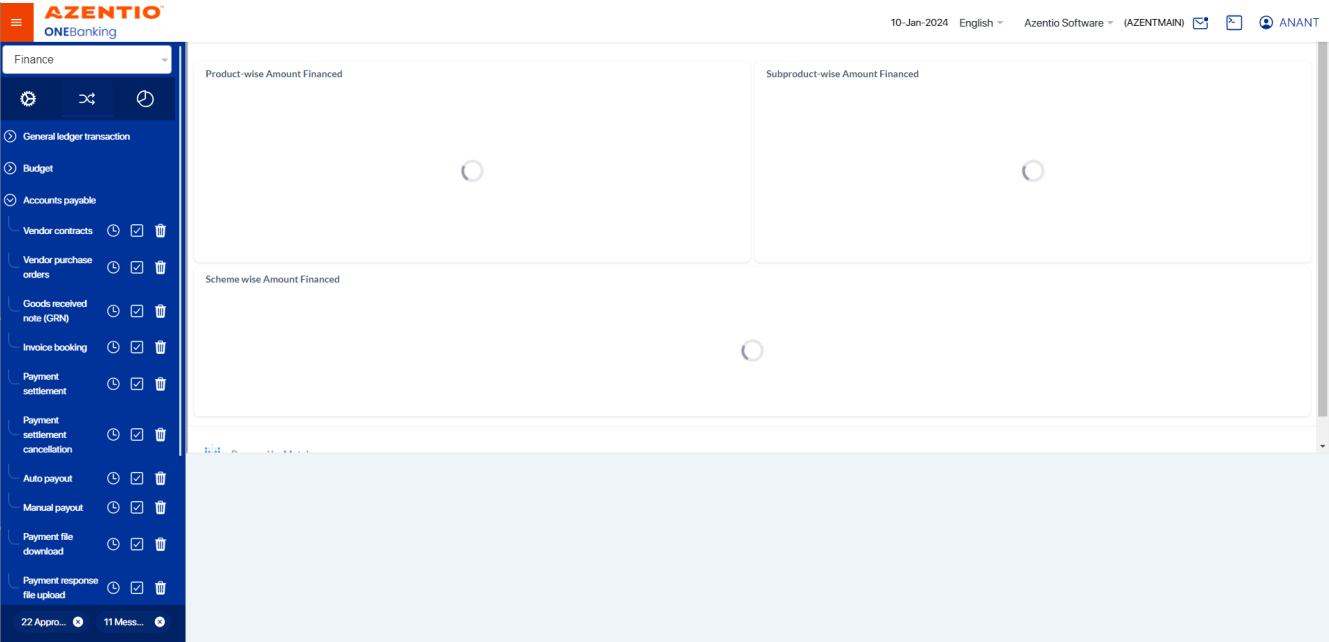 AZENTIO
ONEBanking
10-Jan-2024 English Azentio Software (AZENTMAIN) ANANT
Finance
General ledger transaction
Budget
Accounts payable
Vendor contracts
Vendor purchase
orders
Goods received
note (GRN)
Invoice booking
Payment
settlement
Payment
settlement
cancellation
Auto payout
Manual payout
Payment file
download
Payment response
file upload
22 Appro... 11 Mess...
Product-wise Amount Financed
Subproduct-wise Amount Financed
Scheme wise Amount Financed